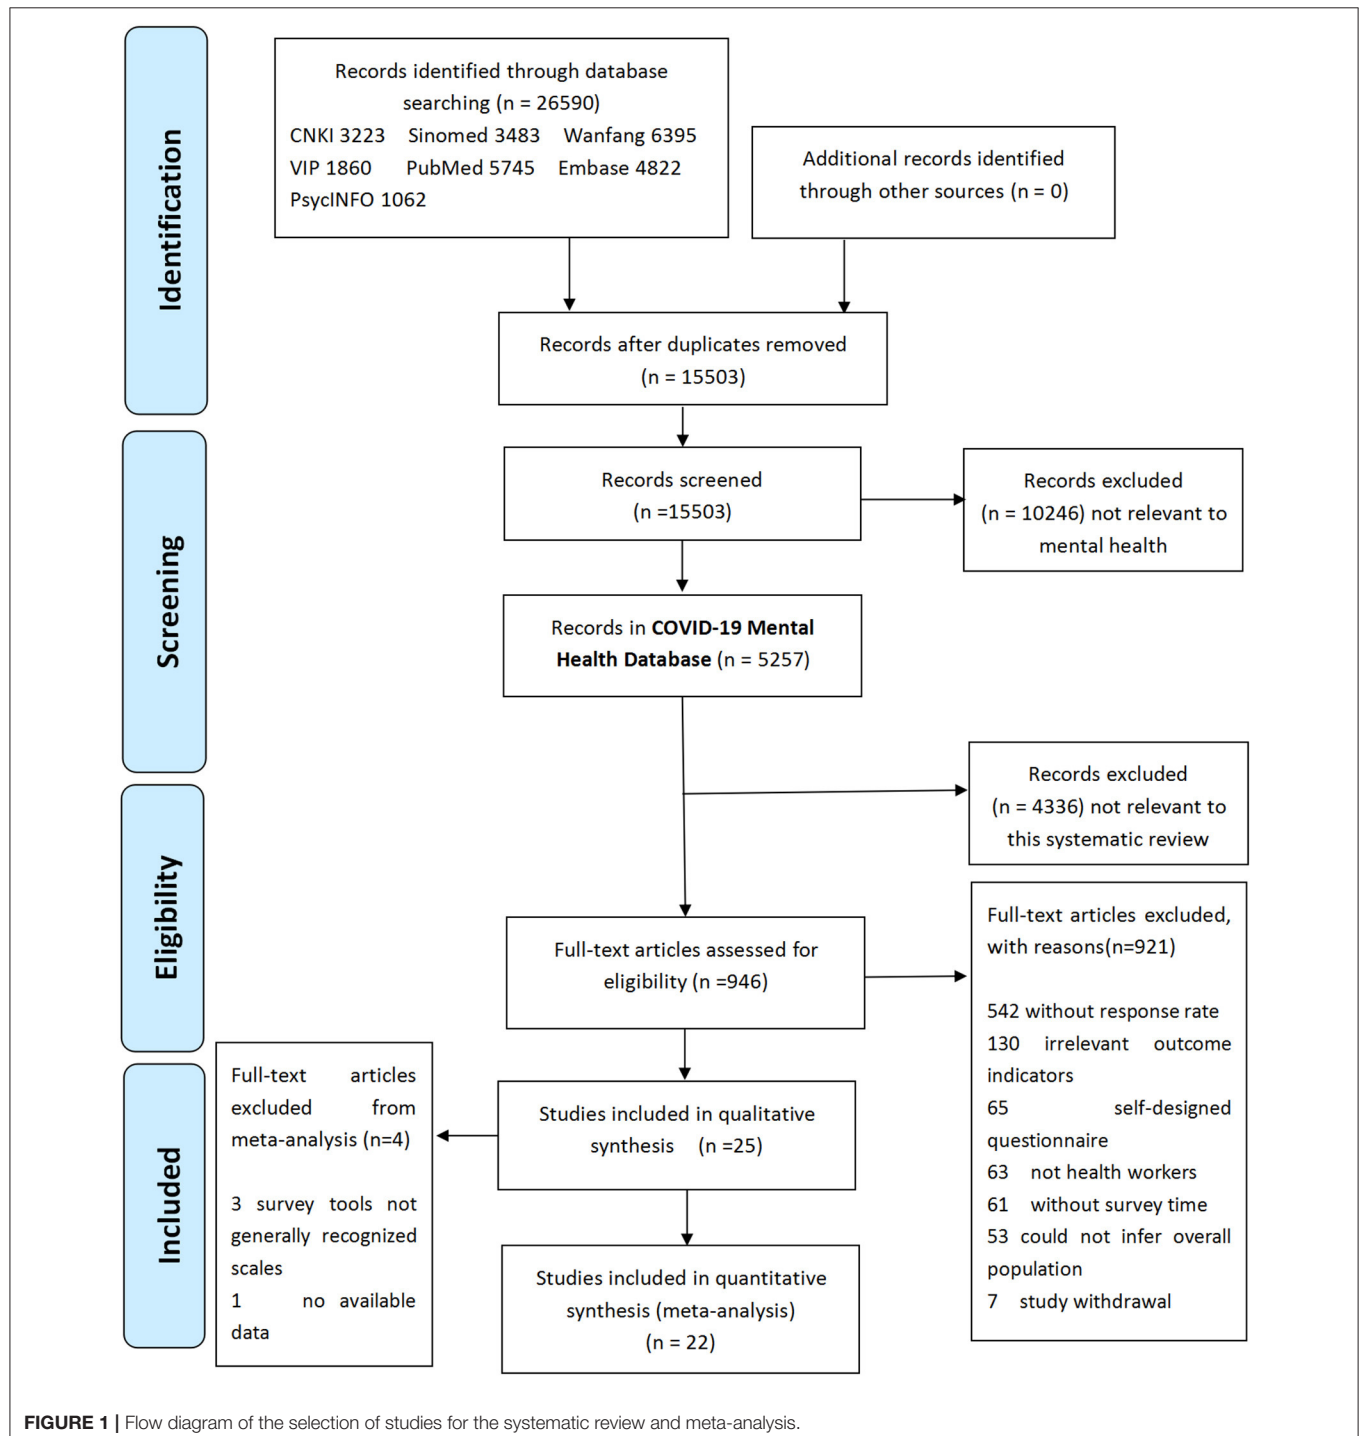 Identification
Records identified through database
searching (n = 26590)
CNKI 3223 Sinomed 3483 Wanfang 6395
VIP 1860 PubMed 5745 Embase 4822
PsycINFO 1062
Additional records identified
through other sources (n = 0)
Records after duplicates removed
(n = 15503)
Screening
Records screened
(n =15503)
Records excluded
(n = 10246) not relevant to
mental health
Records in COVID-19 Mental
Health Database (n = 5257)
Eligibility
Records excluded
(n = 4336) not relevant to
this systematic review
Full-text articles assessed for
eligibility (n =946)
Full-text articles excluded,
with reasons(n=921)
542 without response rate
130 irrelevant outcome
indicators
65 self-designed
questionnaire
63 not health workers
61 without survey time
53 could not infer overall
population
7 study withdrawal
Included
Studies included in qualitative
synthesis (n =25)
Full-text articles
excluded from
meta-analysis (n=4)
3 survey tools not
generally recognized
scales
1 no available
data
Studies included in quantitative
synthesis (meta-analysis)
(n = 22)
FIGURE 1 | Flow diagram of the selection of studies for the systematic review and meta-analysis.